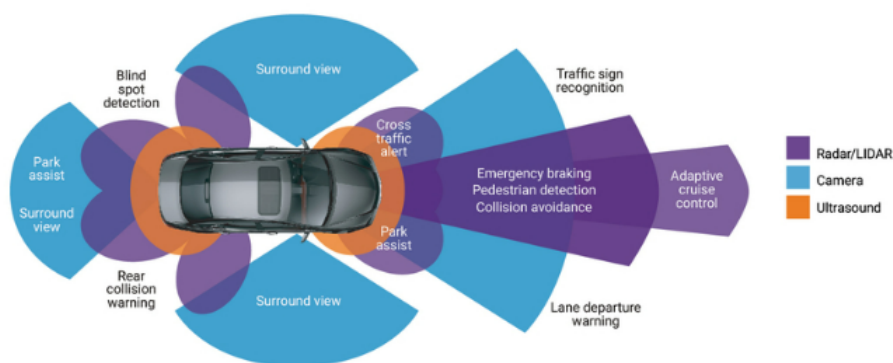 Surround view
Blind
spot
detection
Traffic sign
recognition
Cross
traffic
alert
Park
assist
Surround
view
Emergency braking
Pedestrian detection
Collision avoidance
Adaptive
cruise
control
Radar/LIDAR
Camera
Ultrasound
Park
assist
Rear
collision
warning
Surround view
Lane departure
warning